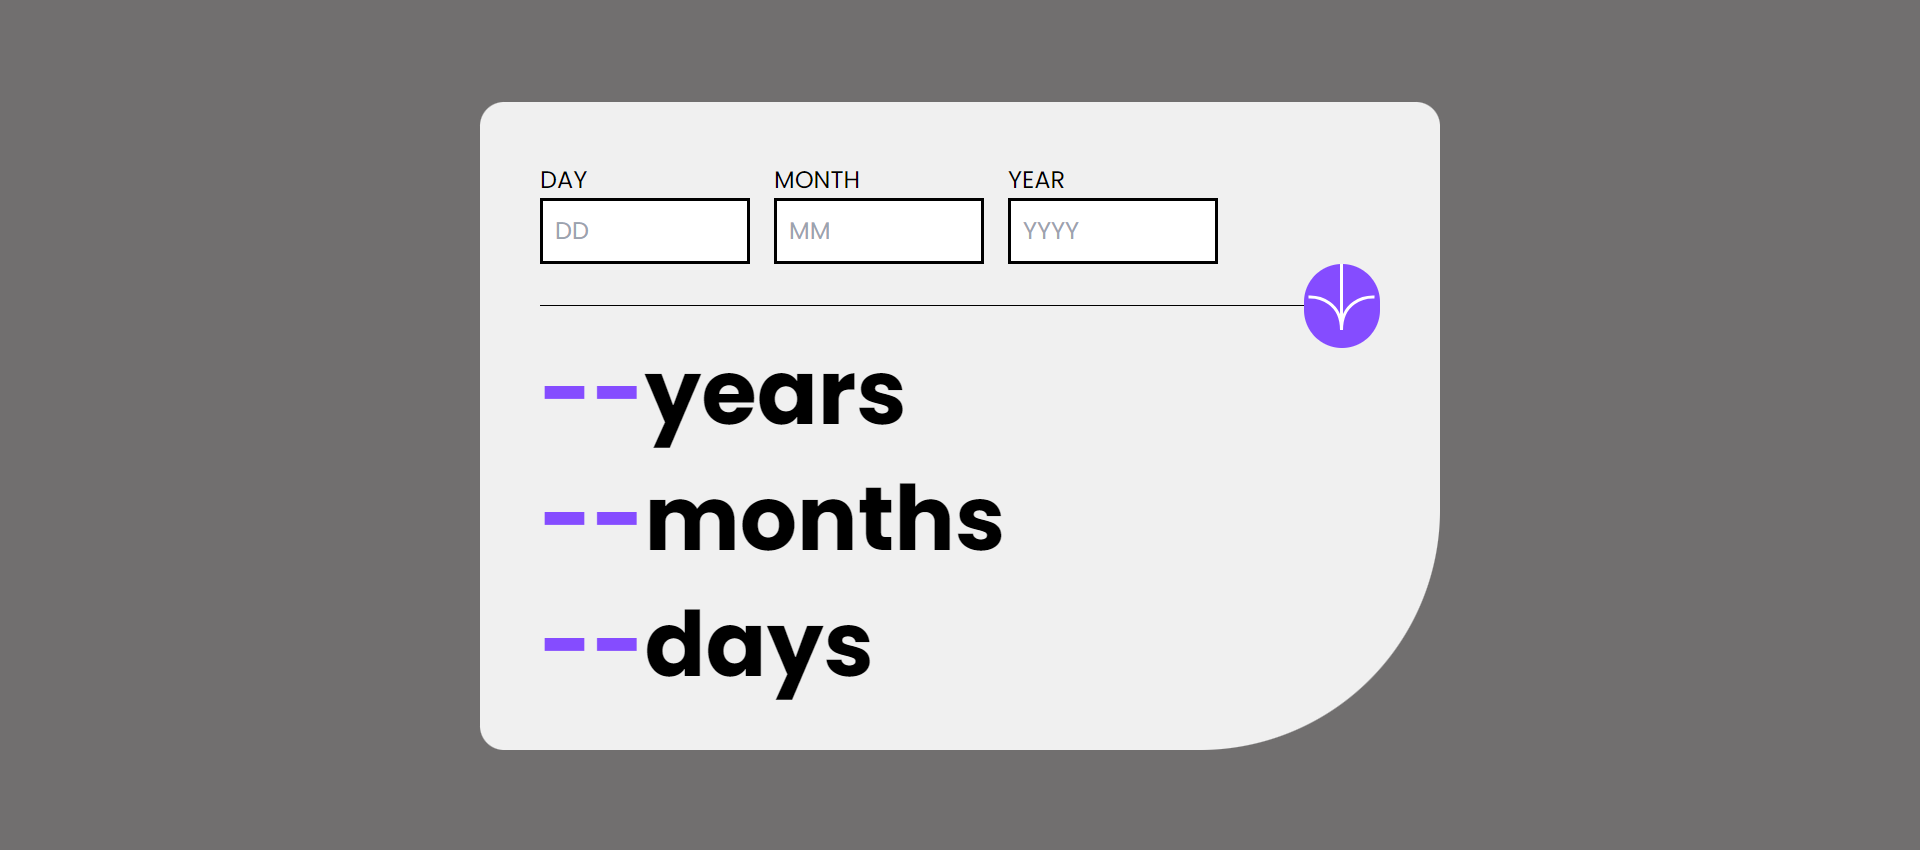 DAY MONTH YEAR
DD MM YYYY
--years
--months
--days